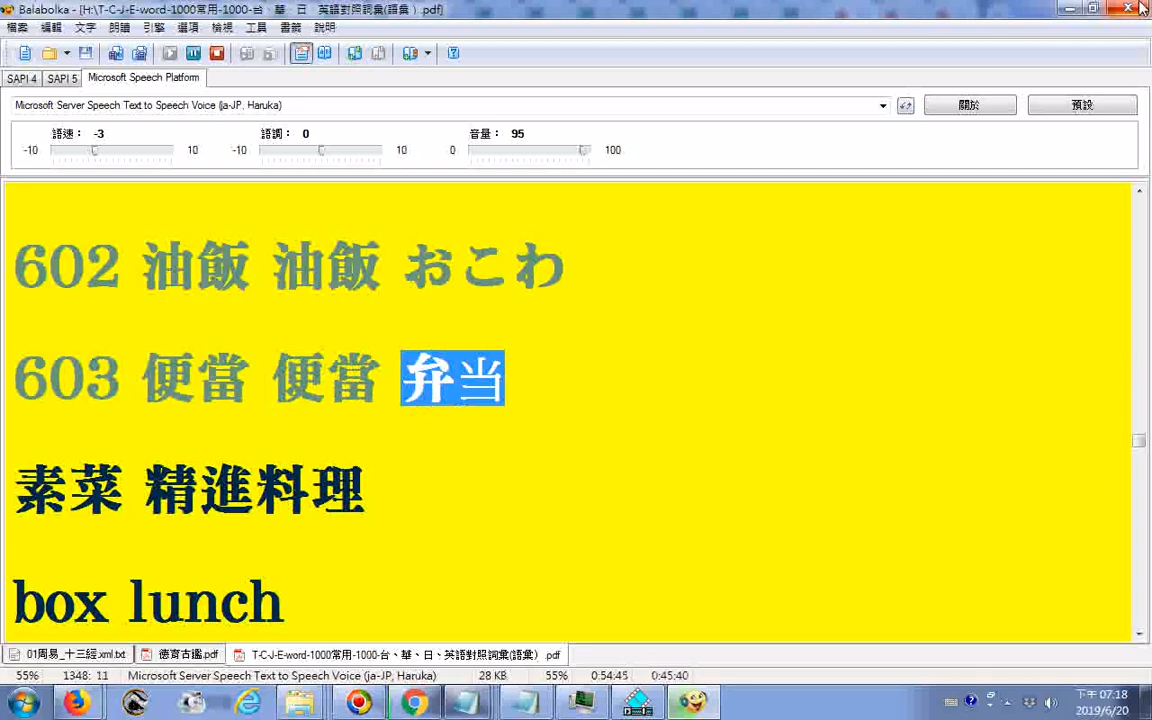 Balabolka - [H:\T-C-J-E-word-1000常用-1000-台、華、日、英語對照詞彙(語彙) .pdf]
檔案 編輯 文字 朗讀 引擎 選項 檢視 工具 書籤 說明
SAPI 4 SAPI 5 Microsoft Speech Platform
Microsoft Server Speech Text to Speech Voice (ja-JP, Haruka) 關於 預設
語速： -3 語調： 0 音量： 95
-10 10 -10 10 0 100
602 油飯 油飯 おこわ
603 便當 便當 弁当
素菜 精進料理
box lunch
01周易_十三經.xml.txt 德育古鑑.pdf T-C-J-E-word-1000常用-1000-台、華、日、英語對照詞彙(語彙) .pdf
55% 1348: 11 Microsoft Server Speech Text to Speech Voice (ja-JP, Haruka) 28 KB 55% 0:54:45 0:45:40
下午 07:18
2019/6/20